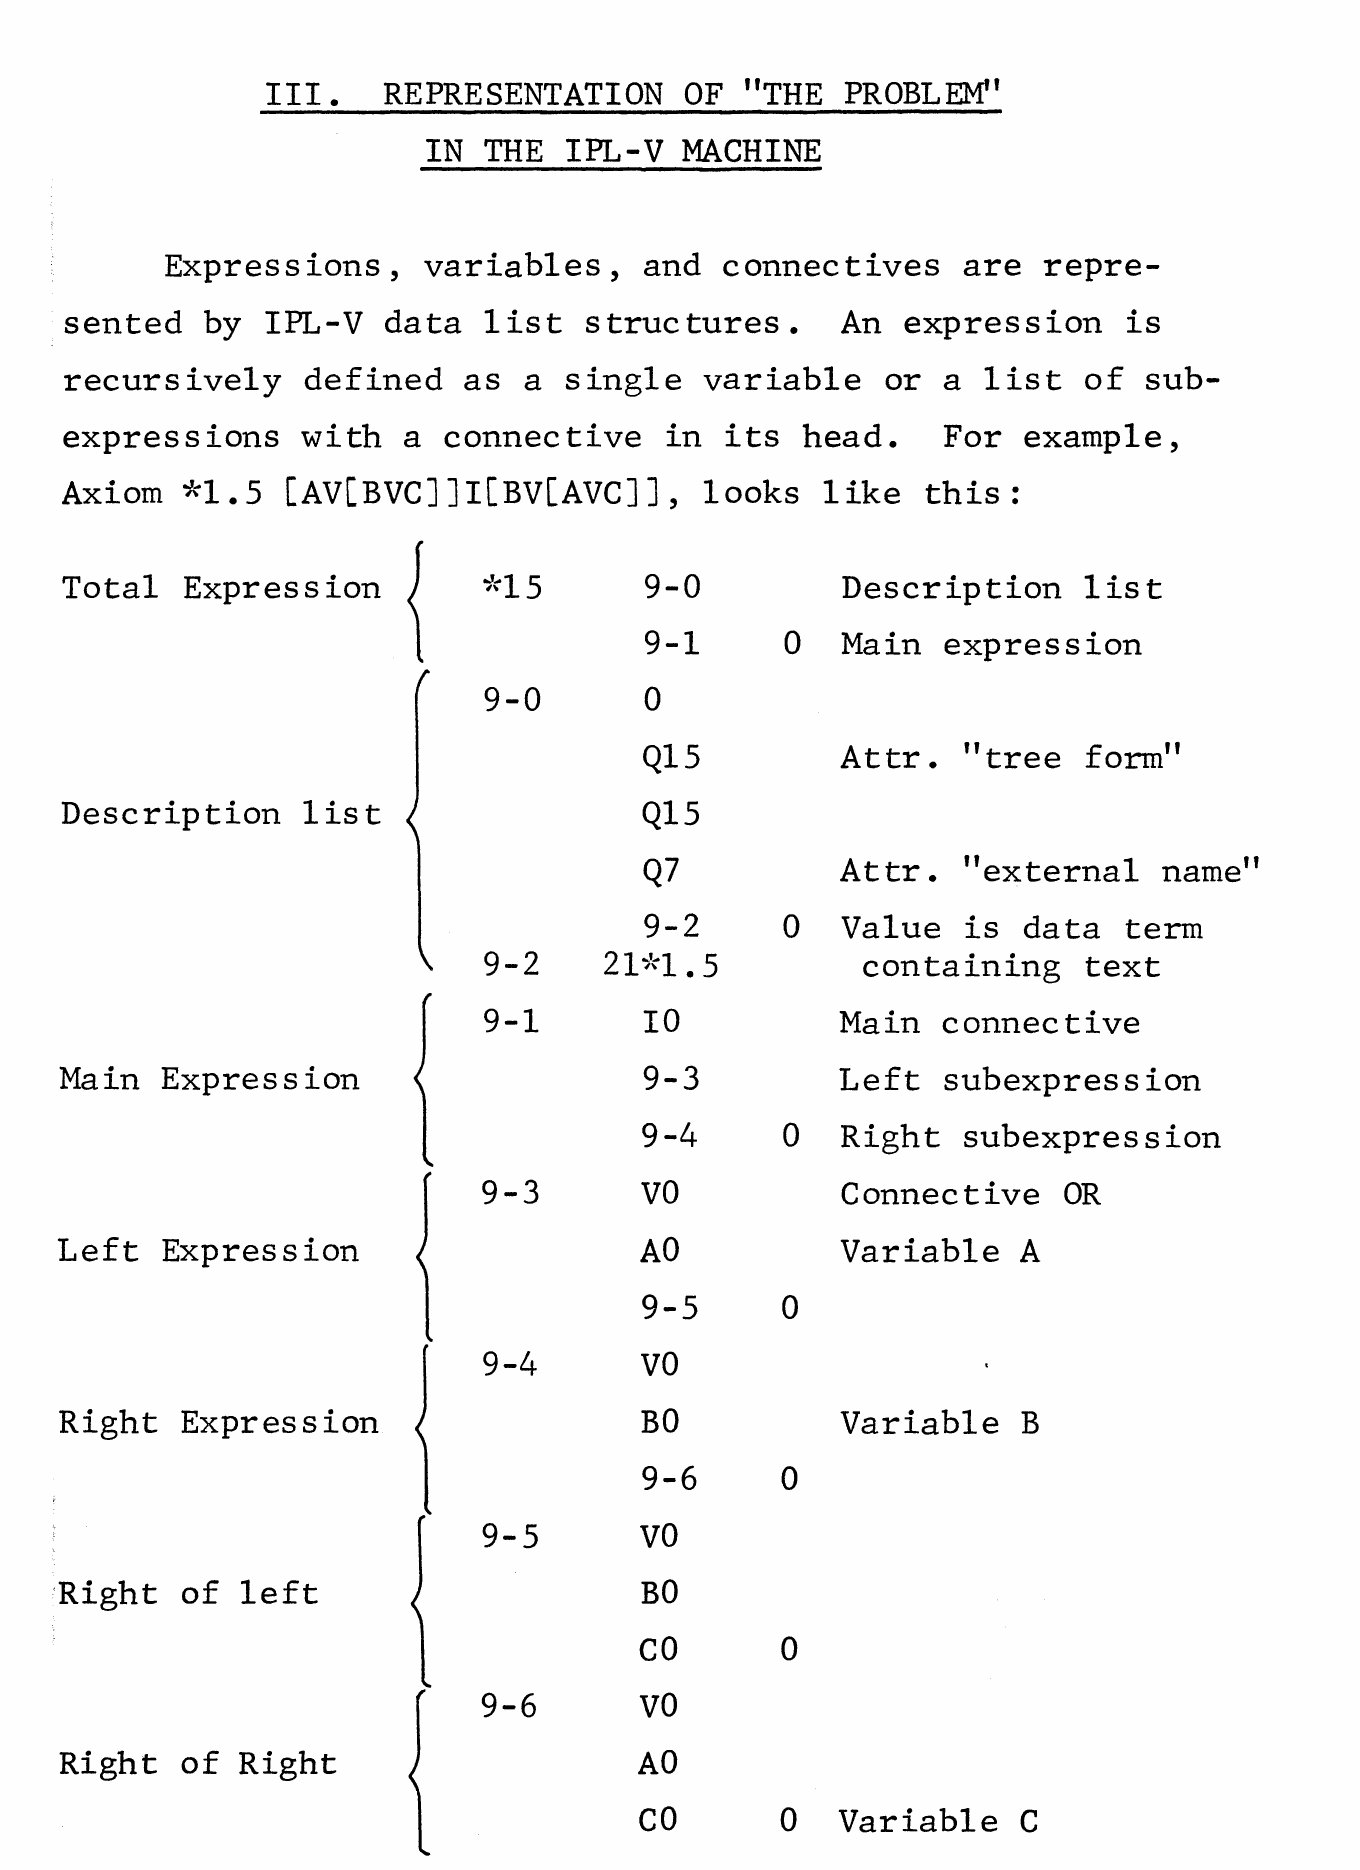 III. REPRESENTATION OF "THE PROBLEM"
IN THE IPL-V MACHINE
Expressions, variables, and connectives are repre-
sented by IPL-V data list structures. An expression is
recursively defined as a single variable or a list of sub-
expressions with a connective in its head. For example,
Axiom *1.5 [AV[BVC]]I[BV[AVC]], looks like this:
Total Expression { *15 9-0 Description list
9-1 0 Main expression
9-0 0
Q15 Attr. "tree form"
Description list { Q15
Q7 Attr. "external name"
9-2 0 Value is data term
9-2 21*1.5 containing text
9-1 I0 Main connective
Main Expression { 9-3 Left subexpression
9-4 0 Right subexpression
9-3 V0 Connective OR
Left Expression { A0 Variable A
9-5 0
9-4 V0
Right Expression { B0 Variable B
9-6 0
9-5 V0
Right of left { B0
C0 0
9-6 V0
Right of Right { A0
C0 0 Variable C